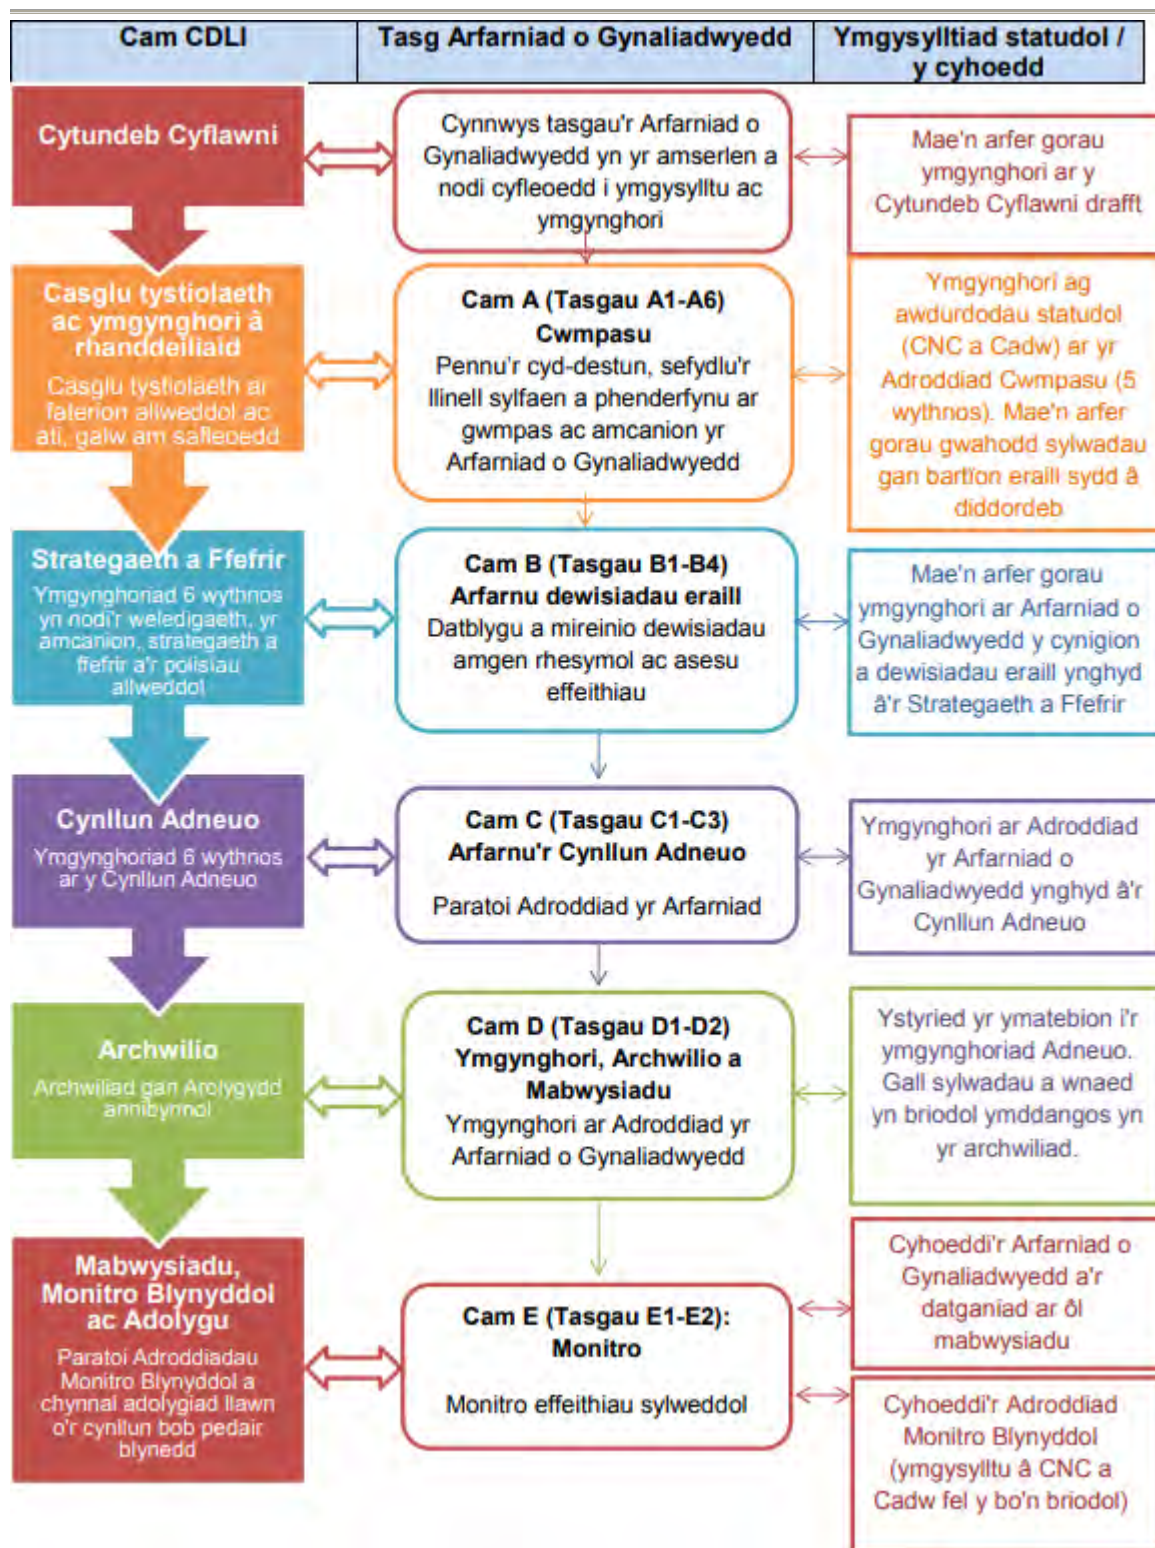 Cam CDLl
Tasg Arfarniad o Gynaliadwyedd
Ymgysylltiad statudol /
y cyhoedd
Cytundeb Cyflawni
Cynnwys tasgau'r Arfarniad o
Gynaliadwyedd yn yr amserlen a
nodi cyfleoedd i ymgysylltu ac
ymgynghori
Mae'n arfer gorau
ymgynghori ar y
Cytundeb Cyflawni drafft
Casglu tystiolaeth
ac ymgynghori â
rhanddeiliaid
Casglu tystiolaeth ar
faterion allweddol ac
ati, galw am safleoedd
Cam A (Tasgau A1-A6)
Cwmpasu
Pennu'r cyd-destun, sefydlu'r
llinell sylfaen a phenderfynu ar
gwmpas ac amcanion yr
Arfarniad o Gynaliadwyedd
Ymgynghori ag
awdurdodau statudol
(CNC a Cadw) ar yr
Adroddiad Cwmpasu (5
wythnos). Mae'n arfer
gorau gwahodd sylwadau
gan bartïon eraill sydd â
diddordeb
Strategaeth a Ffefrir
Ymgynghoriad 6 wythnos
yn nodi'r weledigaeth, yr
amcanion, strategaeth a
ffefrir a'r polisïau
allweddol
Cam B (Tasgau B1-B4)
Arfarnu dewisiadau eraill
Datblygu a mireinio dewisiadau
amgen rhesymol ac asesu
effeithiau
Mae'n arfer gorau
ymgynghori ar Arfarniad o
Gynaliadwyedd y cynigion
a dewisiadau eraill ynghyd
â'r Strategaeth a Ffefrir
Cynllun Adneuo
Ymgynghoriad 6 wythnos
ar y Cynllun Adneuo
Cam C (Tasgau C1-C3)
Arfarnu'r Cynllun Adneuo
Paratoi Adroddiad yr Arfarniad
Ymgynghori ar Adroddiad
yr Arfarniad o
Gynaliadwyedd ynghyd â'r
Cynllun Adneuo
Archwilio
Archwiliad gan Arolygydd
annibynnol
Cam D (Tasgau D1-D2)
Ymgynghori, Archwilio a
Mabwysiadu
Ymgynghori ar Adroddiad yr
Arfarniad o Gynaliadwyedd
Ystyried yr ymatebion i'r
ymgynghoriad Adneuo.
Gall sylwadau a wnaed
yn briodol ymddangos yn
yr archwiliad.
Mabwysiadu,
Monitro Blynyddol
ac Adolygu
Paratoi Adroddiadau
Monitro Blynyddol a
chynnal adolygiad llawn
o'r cynllun bob pedair
blynedd
Cam E (Tasgau E1-E2):
Monitro
Monitro effeithiau sylweddol
Cyhoeddi'r Arfarniad o
Gynaliadwyedd a'r
datganiad ar ôl
mabwysiadu
Cyhoeddi'r Adroddiad
Monitro Blynyddol
(ymgysylltu â CNC a
Cadw fel y bo'n briodol)